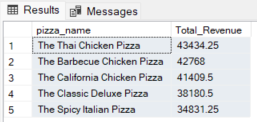 Results Messages
pizza_name Total_Revenue
1 The Thai Chicken Pizza 43434.25
2 The Barbecue Chicken Pizza 42768
3 The California Chicken Pizza 41409.5
4 The Classic Deluxe Pizza 38180.5
5 The Spicy Italian Pizza 34831.25